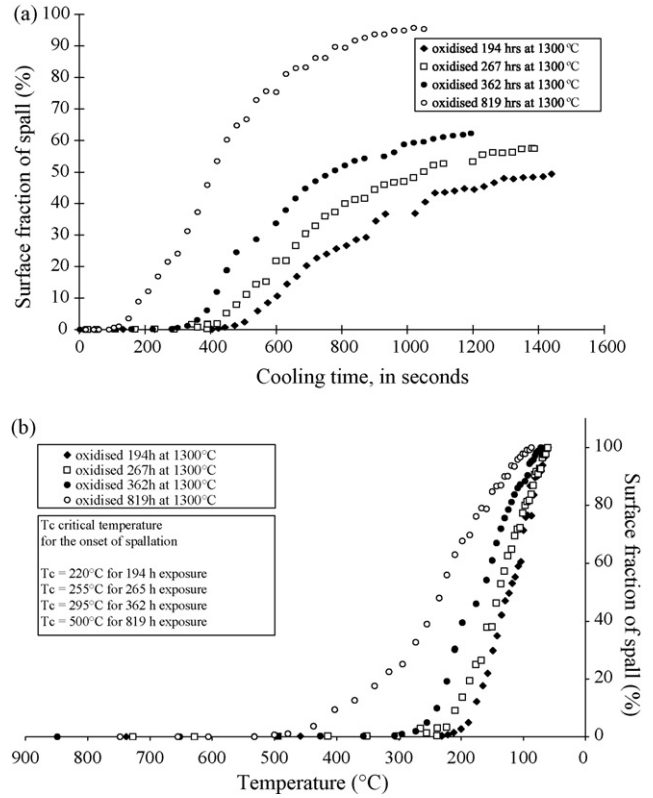 (a)
100
90
80
70
60
50
40
30
20
10
0
Surface fraction of spall (%)
oxidised 194 hrs at 1300°C
oxidised 267 hrs at 1300°C
oxidised 362 hrs at 1300°C
oxidised 819 hrs at 1300°C
0 200 400 600 800 1000 1200 1400 1600
Cooling time, in seconds
(b)
oxidised 194h at 1300°C
oxidised 267h at 1300°C
oxidised 362h at 1300°C
oxidised 819h at 1300°C
Tc critical temperature
for the onset of spallation
Tc = 220°C for 194 h exposure
Tc = 255°C for 265 h exposure
Tc = 295°C for 362 h exposure
Tc = 500°C for 819 h exposure
100
80
60
40
20
0
Surface fraction of spall (%)
900 800 700 600 500 400 300 200 100 0
Temperature (°C)